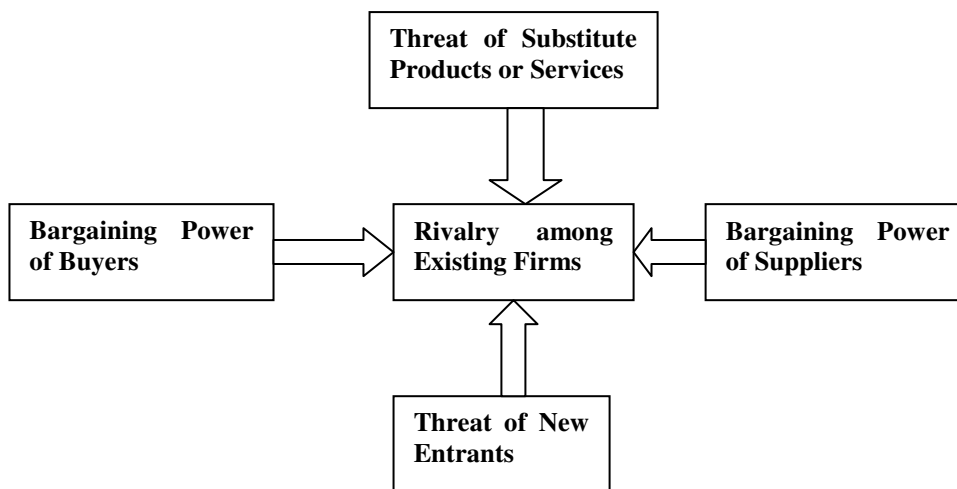 Threat of Substitute
Products or Services
Bargaining Power
of Buyers
Rivalry among
Existing Firms
Bargaining Power
of Suppliers
Threat of New
Entrants